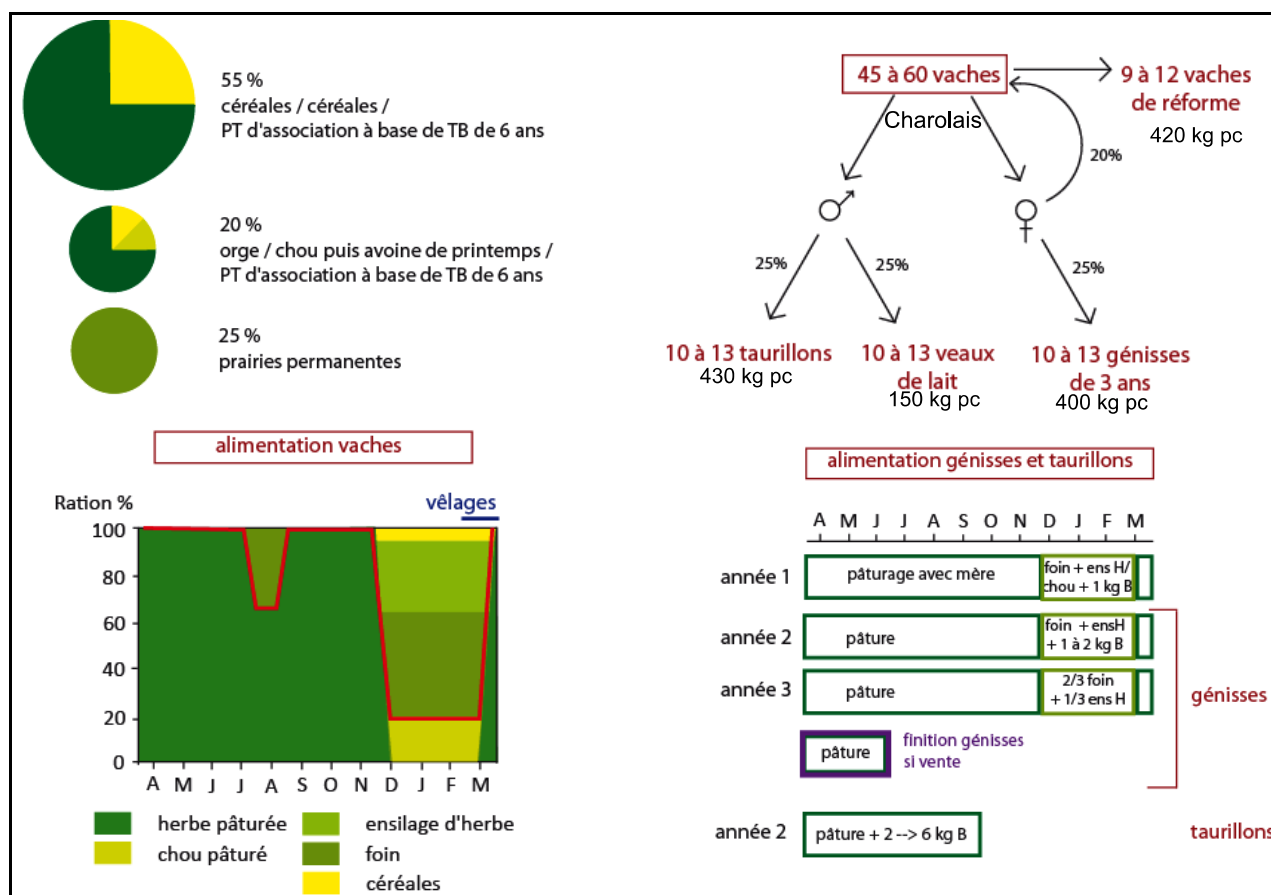 55 %
céréales / céréales /
PT d'association à base de TB de 6 ans
20 %
orge / chou puis avoine de printemps /
PT d'association à base de TB de 6 ans
25 %
prairies permanentes
45 à 60 vaches
9 à 12 vaches
de réforme
420 kg pc
Charolais
20%
25%
25%
25%
10 à 13 taurillons
430 kg pc
10 à 13 veaux
de lait
150 kg pc
10 à 13 génisses
de 3 ans
400 kg pc
alimentation vaches
Ration %
vêlages
100
80
60
40
20
0
A M J J A S O N D J F M
herbe pâturée
chou pâturé
ensilage d'herbe
foin
céréales
alimentation génisses et taurillons
A M J J A S O N D J F M
année 1
pâturage avec mère
foin + ens H/
chou + 1 kg B
année 2
pâture
foin + ensH
+ 1 à 2 kg B
année 3
pâture
2/3 foin
+ 1/3 ens H
génisses
pâture
finition génisses
si vente
année 2
pâture + 2 --> 6 kg B
taurillons